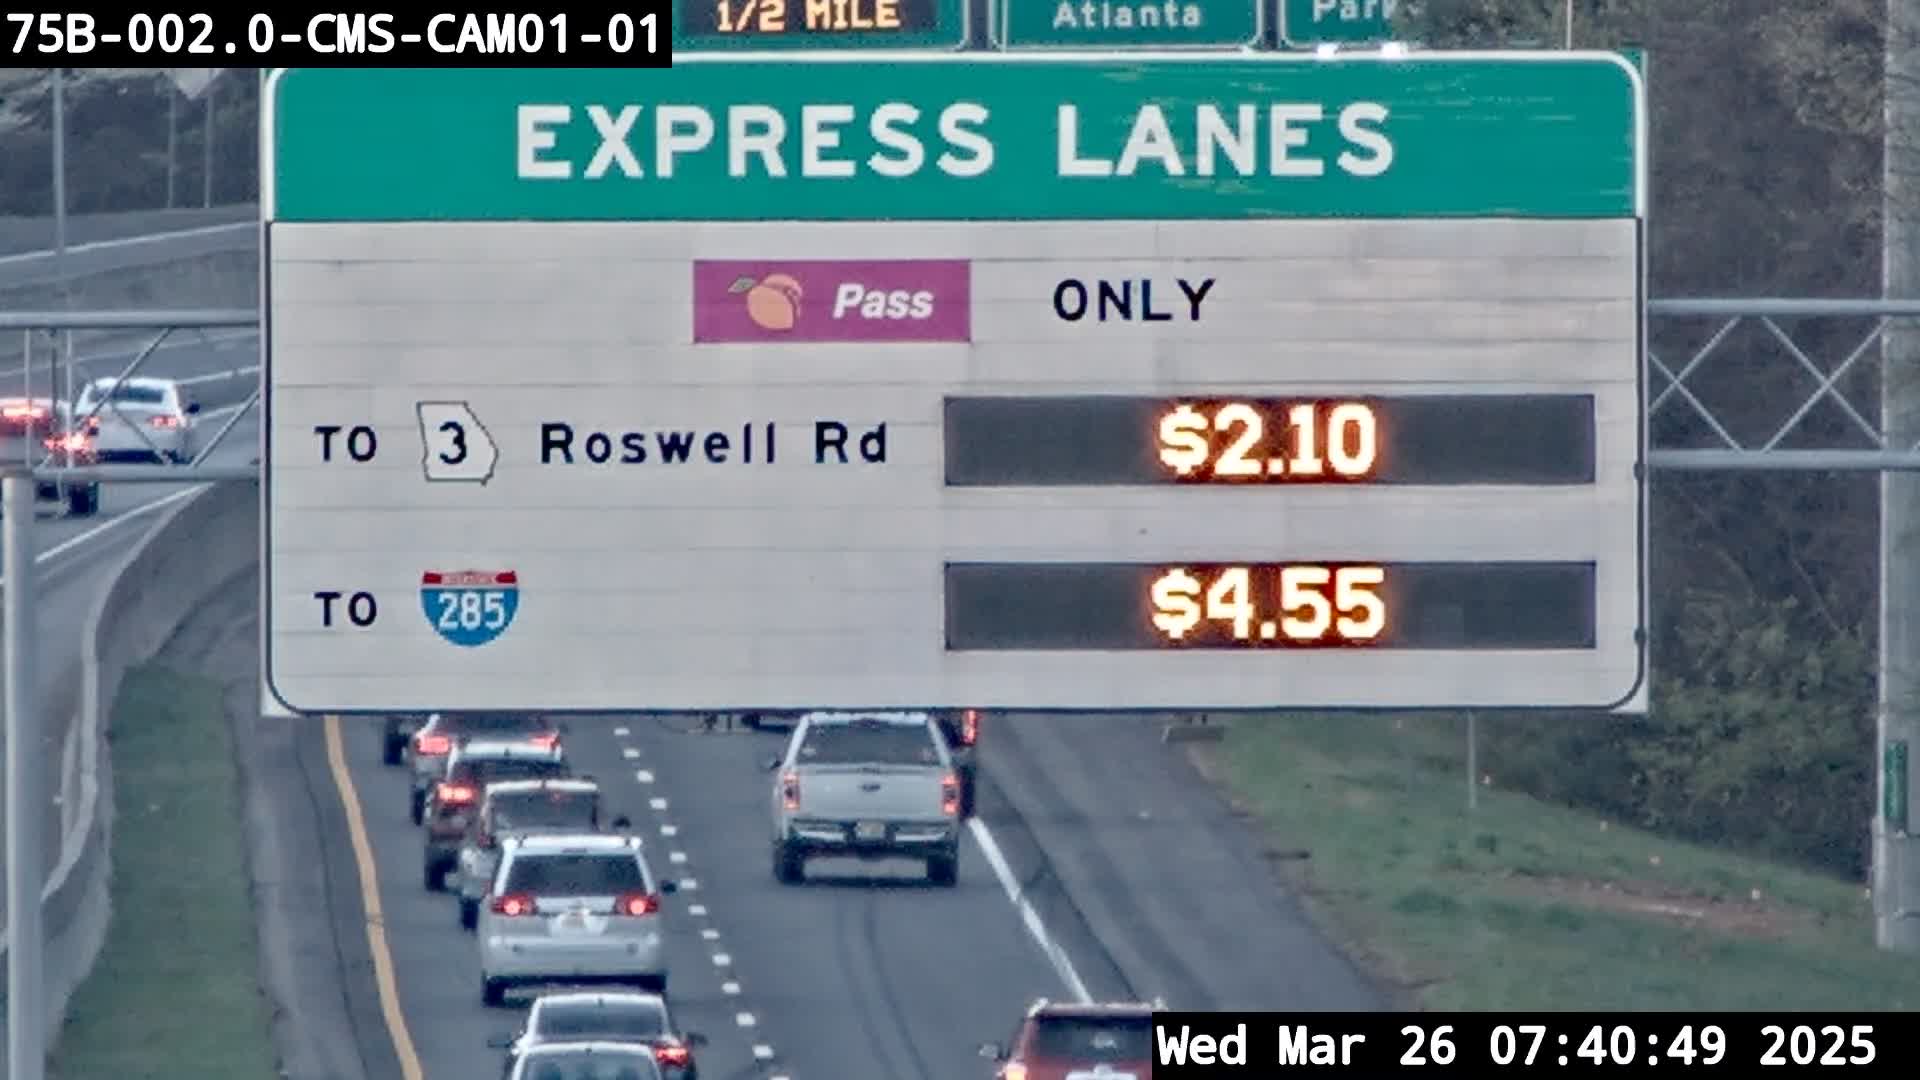 75B-002.0-CMS-CAM01-01
1/2 MILE
Atlanta
Park
EXPRESS LANES
Pass ONLY
TO 3 Roswell Rd $2.10
TO 285 $4.55
Wed Mar 26 07:40:49 2025